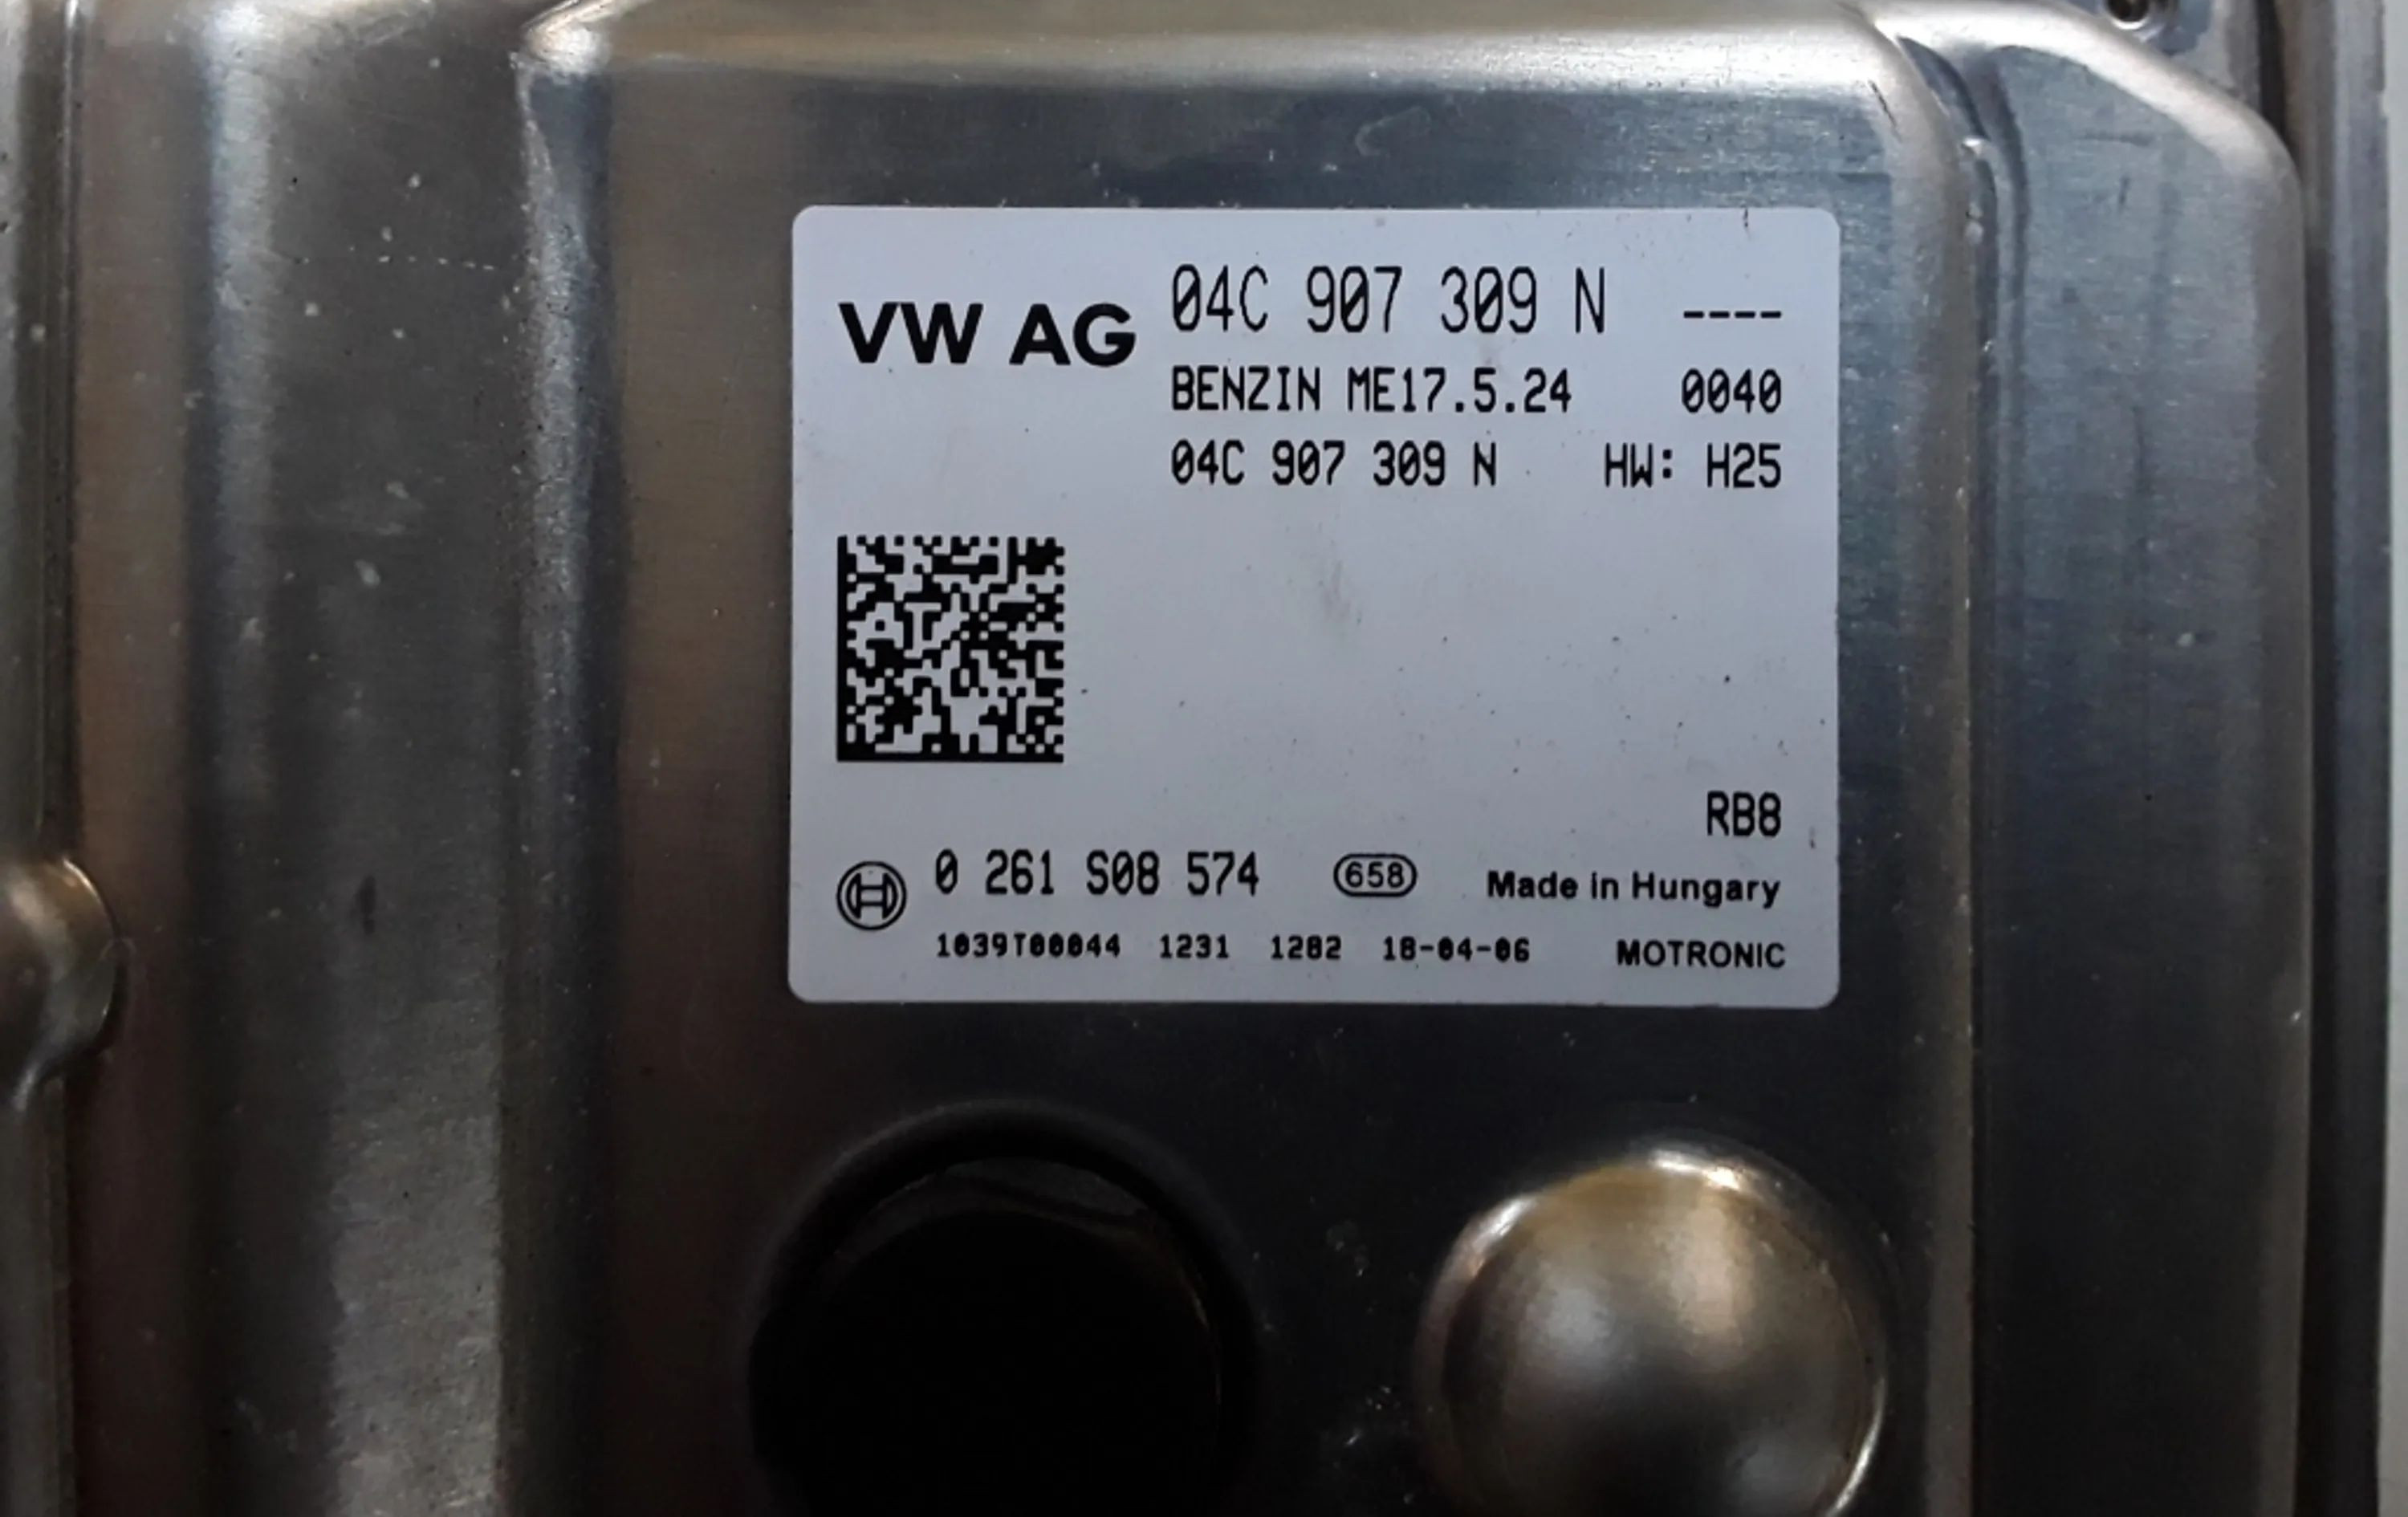 VW AG 04C 907 309 N ----
BENZIN ME17.5.24 0040
04C 907 309 N HW: H25
RB8
0 261 S08 574 658 Made in Hungary
1039T00044 1231 1282 18-04-06 MOTRONIC